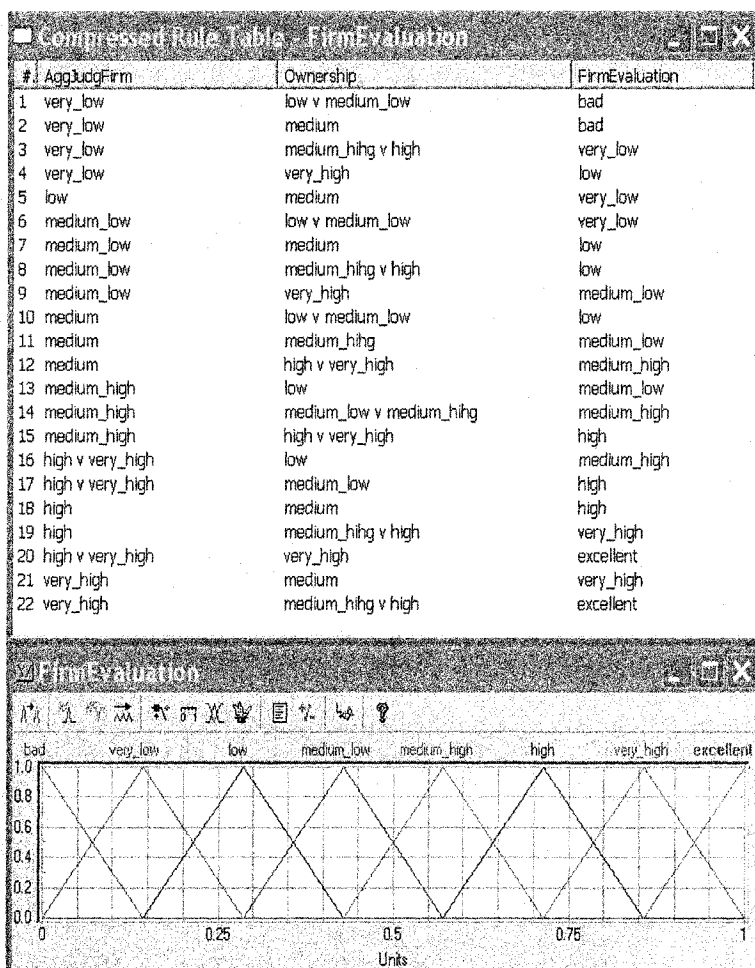 Compressed Rule Table - FirmEvaluation
#. AggJudgFirm Ownership FirmEvaluation
1 very_low low v medium_low bad
2 very_low medium bad
3 very_low medium_hihg v high very_low
4 very_low very_high low
5 low medium very_low
6 medium_low low v medium_low very_low
7 medium_low medium low
8 medium_low medium_hihg v high low
9 medium_low very_high medium_low
10 medium low v medium_low low
11 medium medium_hihg medium_low
12 medium high v very_high medium_high
13 medium_high low medium_low
14 medium_high medium_low v medium_hihg medium_high
15 medium_high high v very_high high
16 high v very_high low medium_high
17 high v very_high medium_low high
18 high medium high
19 high medium_hihg v high very_high
20 high v very_high very_high excellent
21 very_high medium very_high
22 very_high medium_hihg v high excellent
FirmEvaluation
bad very_low low medium_low medium_high high very_high excellent
1.0
0.8
0.6
0.4
0.2
0.0
0 0.25 0.5 0.75 1
Units